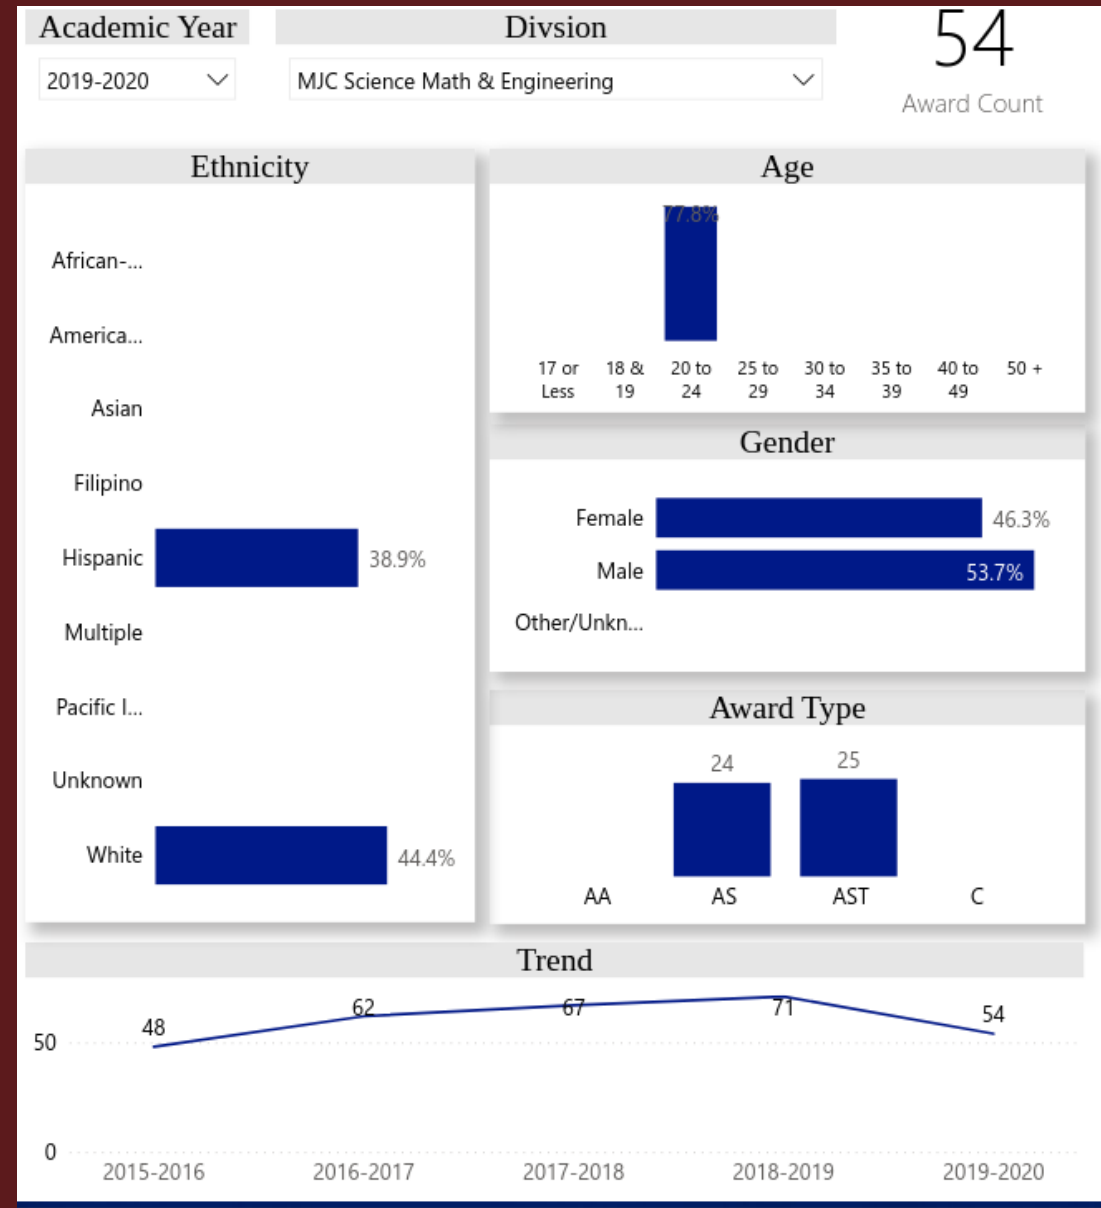 Academic Year
Divsion
54
Award Count
2019-2020
MJC Science Math & Engineering
Ethnicity
African-...
America...
Asian
Filipino
Hispanic
38.9%
Multiple
Pacific I...
Unknown
White
44.4%
Age
77.8%
17 or Less
18 & 19
20 to 24
25 to 29
30 to 34
35 to 39
40 to 49
50 +
Gender
Female
46.3%
Male
53.7%
Other/Unkn...
Award Type
24
25
AA
AS
AST
C
Trend
48
62
67
71
54
50
0
2015-2016
2016-2017
2017-2018
2018-2019
2019-2020